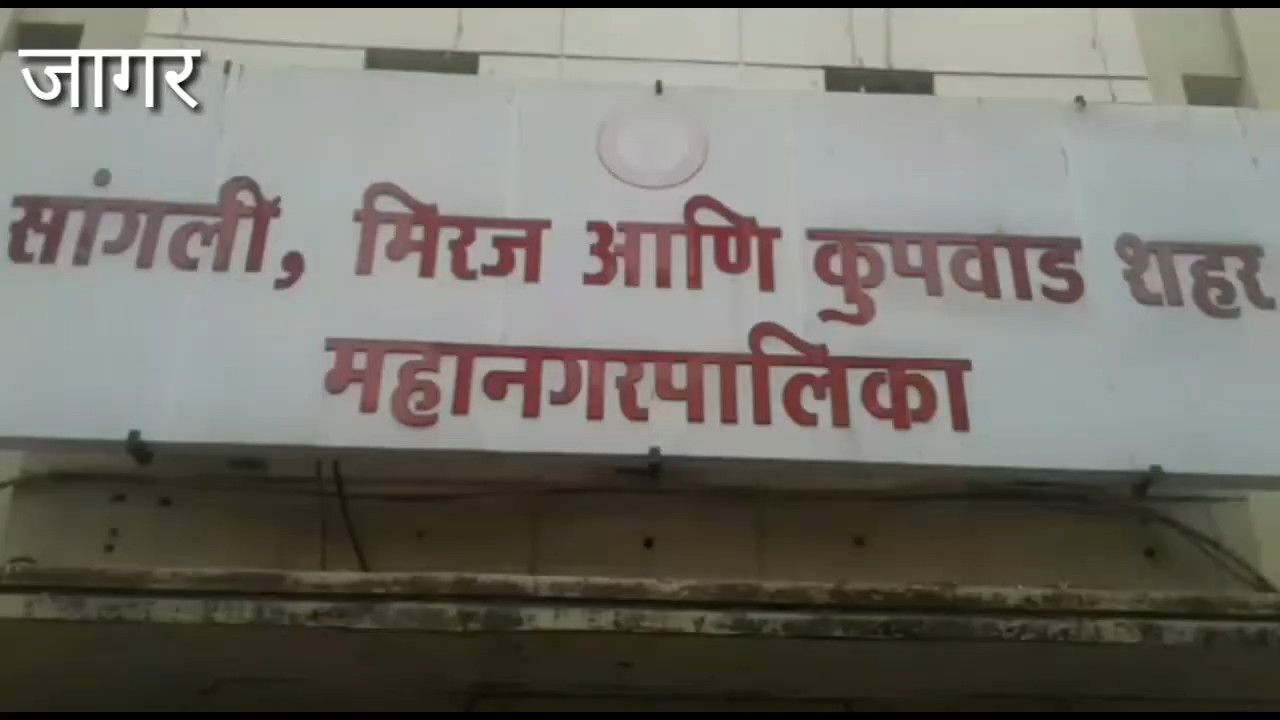 जागर
सांगली, मिरज आणि कुपवाड शहर
महानगरपालिका